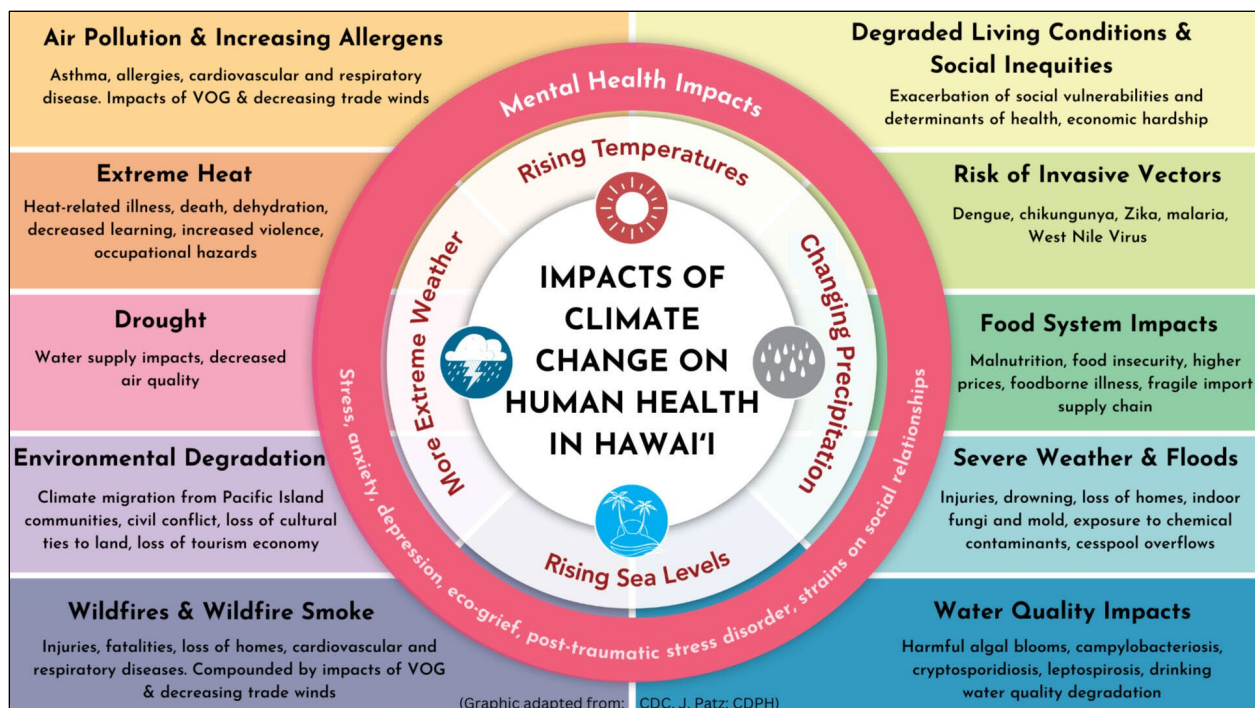 Air Pollution & Increasing Allergens
Asthma, allergies, cardiovascular and respiratory
disease. Impacts of VOG & decreasing trade winds
Extreme Heat
Heat-related illness, death, dehydration,
decreased learning, increased violence,
occupational hazards
Drought
Water supply impacts, decreased
air quality
Environmental Degradation
Climate migration from Pacific Island
communities, civil conflict, loss of cultural
ties to land, loss of tourism economy
Wildfires & Wildfire Smoke
Injuries, fatalities, loss of homes, cardiovascular and
respiratory diseases. Compounded by impacts of VOG
& decreasing trade winds
Mental Health Impacts
Stress, anxiety, depression, eco-grief, post-traumatic stress disorder, strains on social relationships
Rising Temperatures
Changing Precipitation
Rising Sea Levels
More Extreme Weather
IMPACTS OF
CLIMATE
CHANGE ON
HUMAN HEALTH
IN HAWAI‘I
Degraded Living Conditions &
Social Inequities
Exacerbation of social vulnerabilities and
determinants of health, economic hardship
Risk of Invasive Vectors
Dengue, chikungunya, Zika, malaria,
West Nile Virus
Food System Impacts
Malnutrition, food insecurity, higher
prices, foodborne illness, fragile import
supply chain
Severe Weather & Floods
Injuries, drowning, loss of homes, indoor
fungi and mold, exposure to chemical
contaminants, cesspool overflows
Water Quality Impacts
Harmful algal blooms, campylobacteriosis,
cryptosporidiosis, leptospirosis, drinking
water quality degradation
(Graphic adapted from: CDC, J. Patz; CDPH)